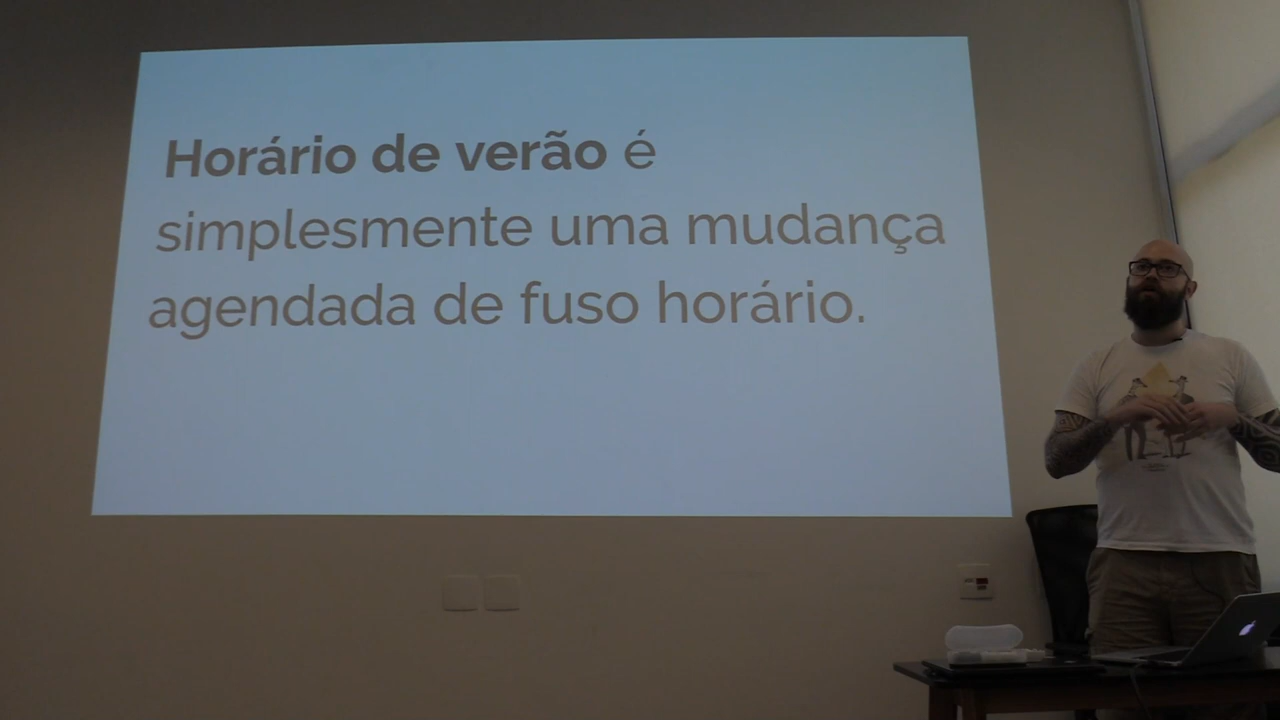 Horário de verão é
simplesmente uma mudança
agendada de fuso horário.